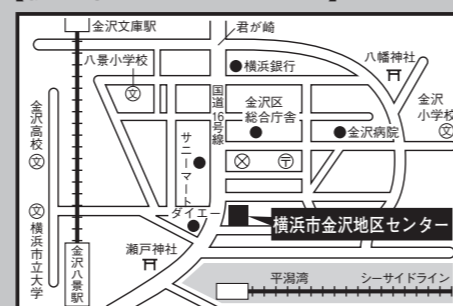 金沢文庫駅
君が崎
八景小学校
文
横浜銀行
八幡神社
国道16号線
金沢区
総合庁舎
金沢病院
金沢
小学校
文
金沢高校
文
サニーマート
ダイエー
横浜市金沢地区センター
文
横浜市立大学
瀬戸神社
金沢八景駅
平潟湾
シーサイドライン